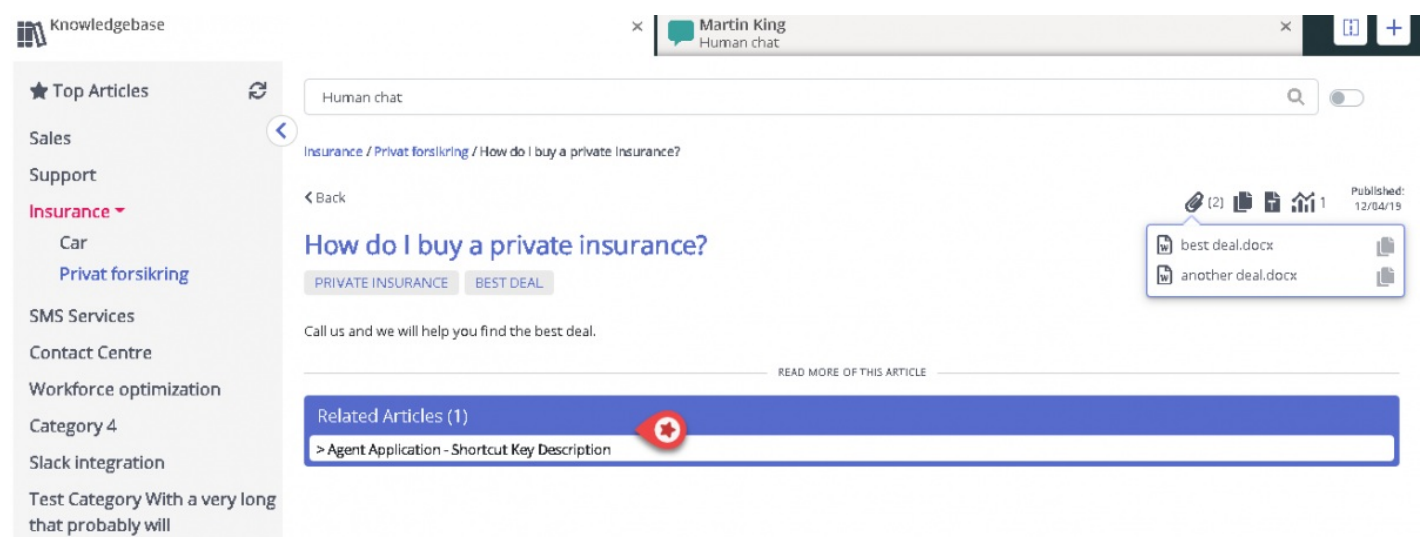 Knowledgebase
Martin King
Human chat
Top Articles
Sales
Support
Insurance
Car
Privat forsikring
SMS Services
Contact Centre
Workforce optimization
Category 4
Slack integration
Test Category With a very long
that probably will
Human chat
Insurance / Privat forsikring / How do I buy a private insurance?
Back
(2)
1
Published:
12/04/19
best deal.docx
another deal.docx
How do I buy a private insurance?
PRIVATE INSURANCE
BEST DEAL
Call us and we will help you find the best deal.
READ MORE OF THIS ARTICLE
Related Articles (1)
> Agent Application - Shortcut Key Description